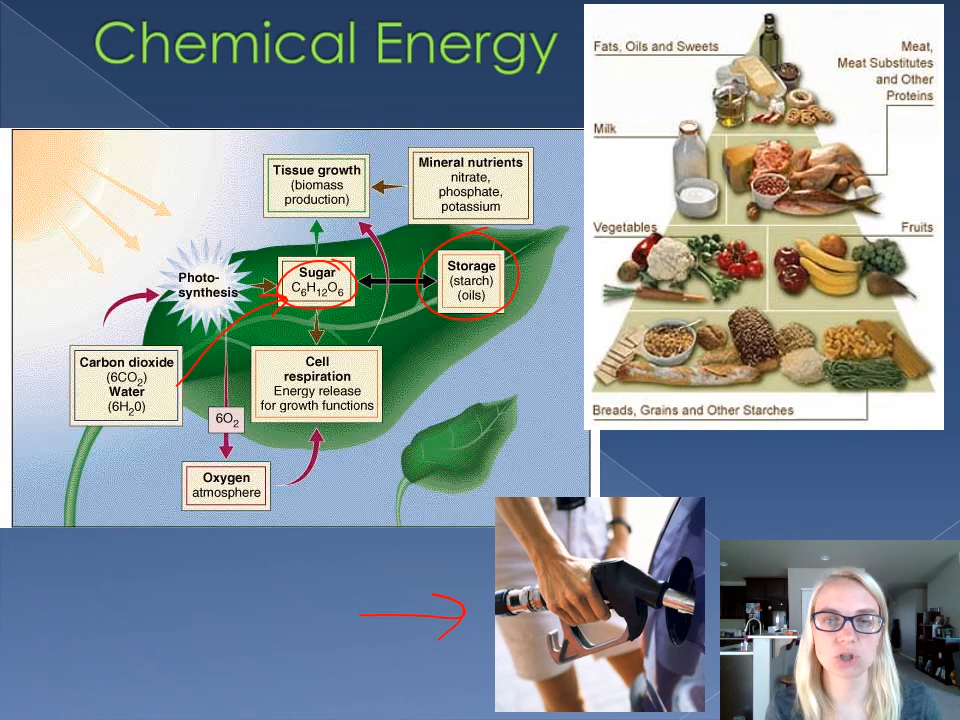 Chemical Energy
Fats, Oils and Sweets
Meat,
Meat Substitutes
and Other
Proteins
Milk
Vegetables
Fruits
Breads, Grains and Other Starches
Tissue growth
(biomass
production)
Mineral nutrients
nitrate,
phosphate,
potassium
Photo-
synthesis
Sugar
C6H12O6
Storage
(starch)
(oils)
Carbon dioxide
(6CO2)
Water
(6H20)
Cell
respiration
Energy release
for growth functions
6O2
Oxygen
atmosphere